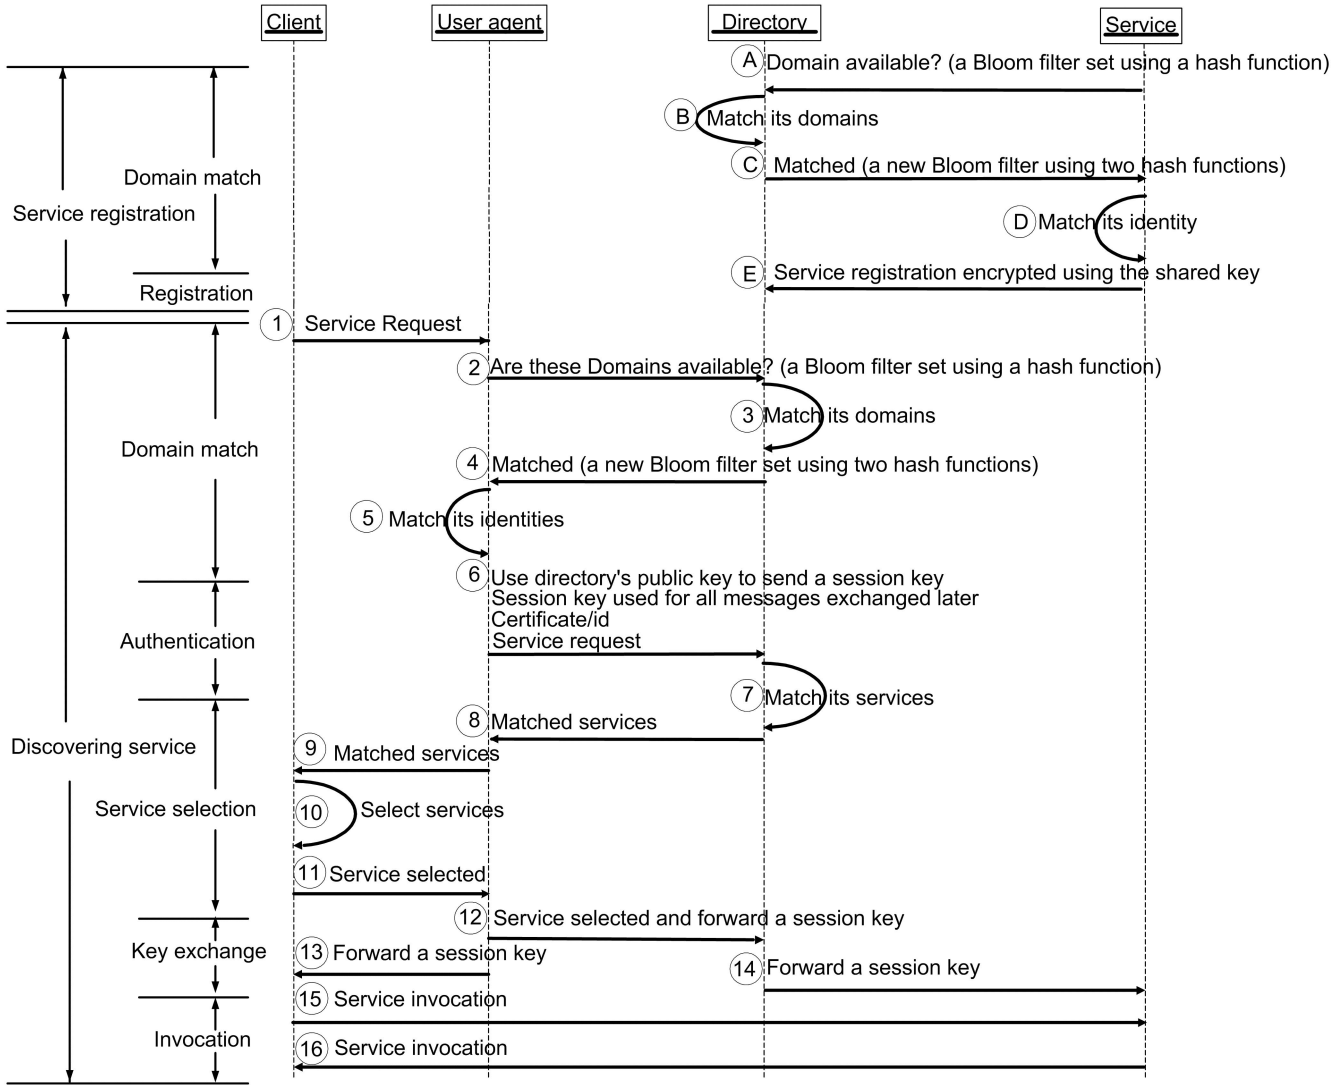 Client
User agent
Directory
Service
A Domain available? (a Bloom filter set using a hash function)
B Match its domains
C Matched (a new Bloom filter using two hash functions)
Domain match
Service registration
D Match its identity
E Service registration encrypted using the shared key
Registration
1 Service Request
2 Are these Domains available? (a Bloom filter set using a hash function)
3 Match its domains
Domain match
4 Matched (a new Bloom filter set using two hash functions)
5 Match its identities
6 Use directory's public key to send a session key
Session key used for all messages exchanged later
Certificate/id
Service request
Authentication
7 Match its services
8 Matched services
Discovering service
9 Matched services
Service selection
10 Select services
11 Service selected
12 Service selected and forward a session key
Key exchange
13 Forward a session key
14 Forward a session key
15 Service invocation
Invocation
16 Service invocation